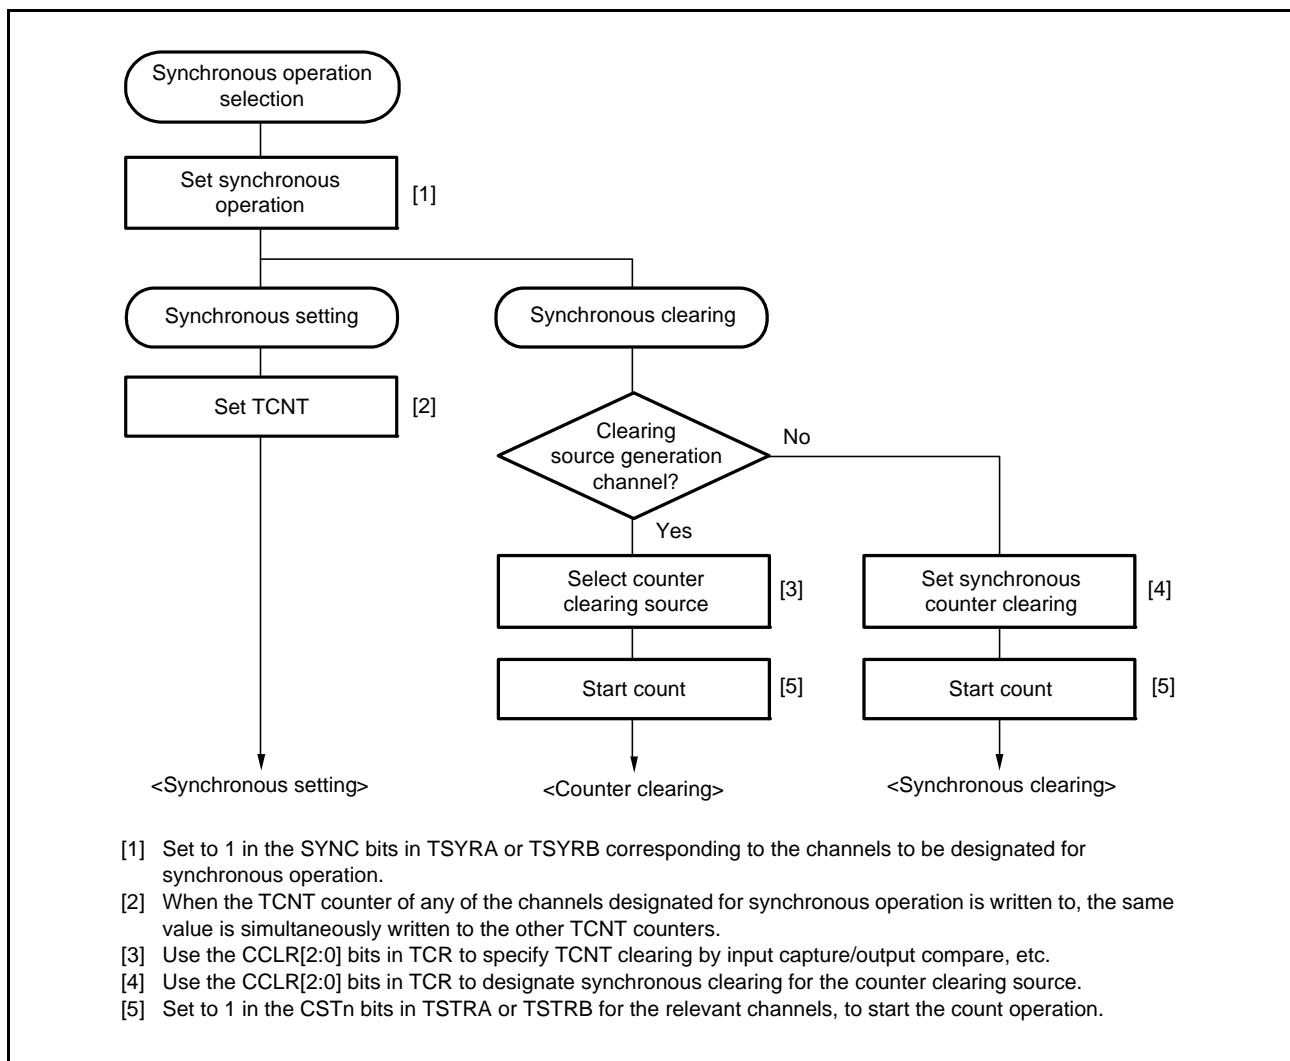 Synchronous operation
selection
Set synchronous
operation
[1]
Synchronous setting
Synchronous clearing
Set TCNT
[2]
Clearing
source generation
channel?
No
Yes
Select counter
clearing source
[3]
Set synchronous
counter clearing
[4]
Start count
[5]
Start count
[5]
<Synchronous setting>
<Counter clearing>
<Synchronous clearing>
[1] Set to 1 in the SYNC bits in TSYRA or TSYRB corresponding to the channels to be designated for
synchronous operation.
[2] When the TCNT counter of any of the channels designated for synchronous operation is written to, the same
value is simultaneously written to the other TCNT counters.
[3] Use the CCLR[2:0] bits in TCR to specify TCNT clearing by input capture/output compare, etc.
[4] Use the CCLR[2:0] bits in TCR to designate synchronous clearing for the counter clearing source.
[5] Set to 1 in the CSTn bits in TSTRA or TSTRB for the relevant channels, to start the count operation.